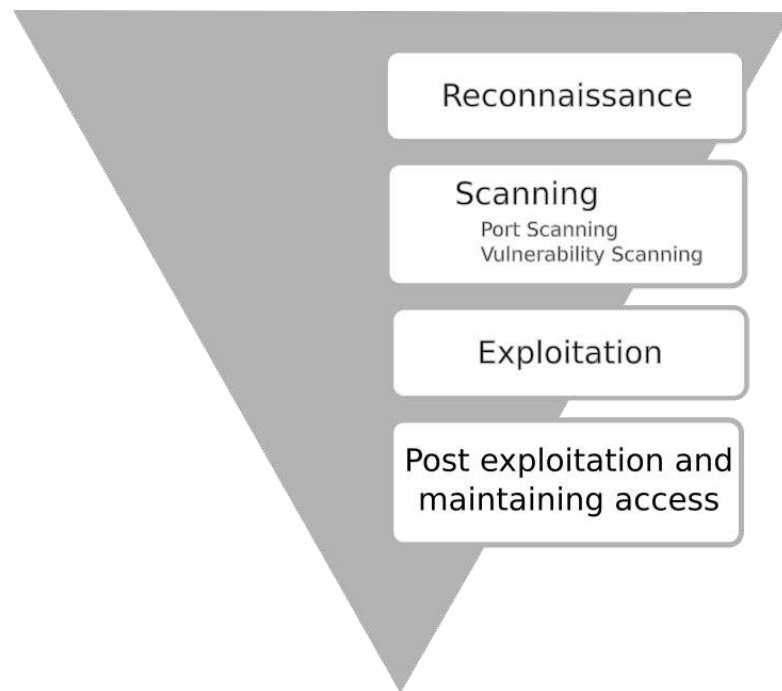 Reconnaissance
Scanning
Port Scanning
Vulnerability Scanning
Exploitation
Post exploitation and
maintaining access